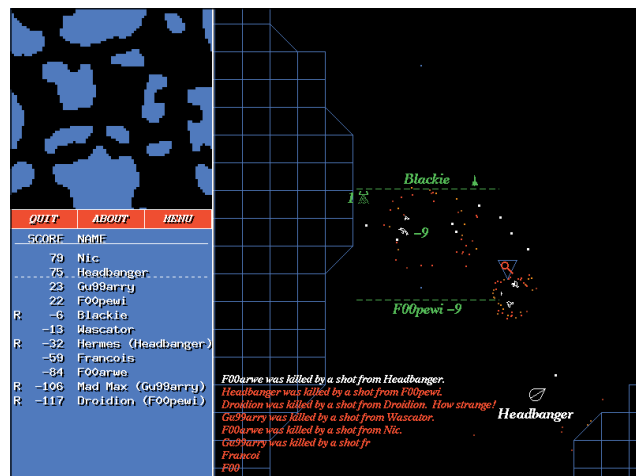 QUIT ABOUT MENU
SCORE NAME
79 Nic
75 Headbanger
23 Gu99arry
22 F00pewi
R -6 Blackie
-13 Wascator
R -32 Hermes (Headbanger)
-59 Francois
-84 F00arwe
R -106 Mad Max (Gu99arry)
R -117 Droidion (F00pewi)
Blackie
1
-9
F00pewi -9
Headbanger
F00arwe was killed by a shot from Headbanger.
Headbanger was killed by a shot from F00pewi.
Droidion was killed by a shot from Droidion. How strange!
Gu99arry was killed by a shot from Wascator.
F00arwe was killed by a shot from Nic.
Gu99arry was killed by a shot fr
Francoi
F00